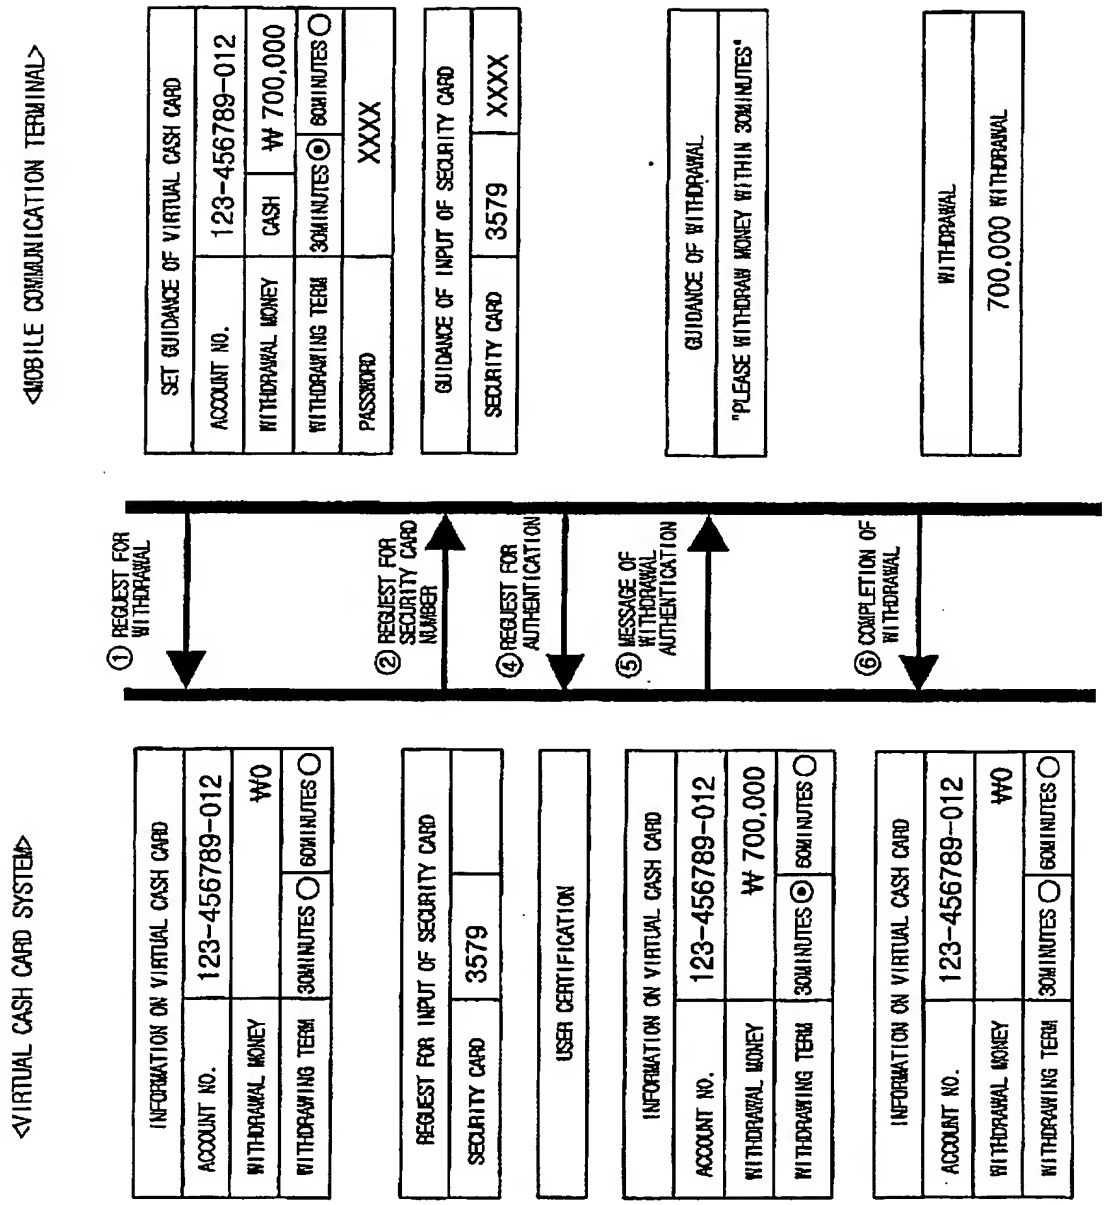 <VIRTUAL CASH CARD SYSTEM>
<MOBILE COMMUNICATION TERMINAL>
INFORMATION ON VIRTUAL CASH CARD
ACCOUNT NO. 123-456789-012
WITHDRAWAL MONEY ₩0
WITHDRAWING TERM 30MINUTES 60MINUTES
① REGUEST FOR
WITHDRAWAL
SET GUIDANCE OF VIRTUAL CASH CARD
ACCOUNT NO. 123-456789-012
WITHDRAWAL MONEY CASH ₩ 700,000
WITHDRAWING TERM 30MINUTES 60MINUTES
PASSWORD XXXX
REGUEST FOR INPUT OF SECURITY CARD
SECURITY CARD 3579
② REGUEST FOR
SECURITY CARD
NUMBER
GUIDANCE OF INPUT OF SECURITY CARD
SECURITY CARD 3579 XXXX
④ REGUEST FOR
AUTHENTICATION
USER CERTIFICATION
INFORMATION ON VIRTUAL CASH CARD
ACCOUNT NO. 123-456789-012
WITHDRAWAL MONEY ₩ 700,000
WITHDRAWING TERM 30MINUTES 60MINUTES
⑤ MESSAGE OF
WITHDRAWAL
AUTHENTICATION
GUIDANCE OF WITHDRAWAL
"PLEASE WITHDRAW MONEY WITHIN 30MINUTES"
INFORMATION ON VIRTUAL CASH CARD
ACCOUNT NO. 123-456789-012
WITHDRAWAL MONEY ₩0
WITHDRAWING TERM 30MINUTES 60MINUTES
⑥ COMPLETION OF
WITHDRAWAL
WITHDRAWAL
700,000 WITHDRAWAL